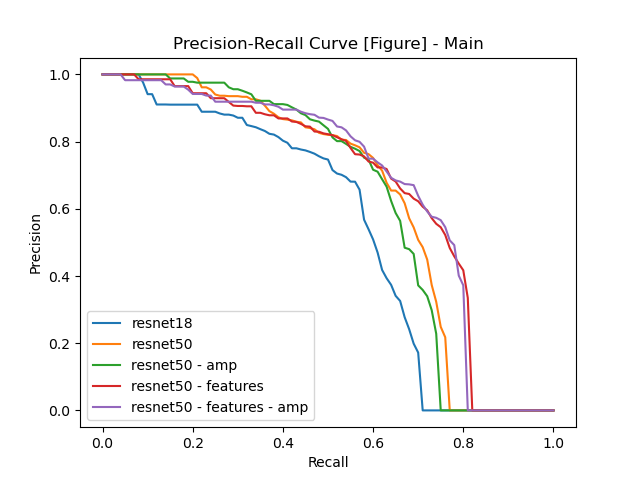 Precision-Recall Curve [Figure] - Main
Precision
1.0
0.8
0.6
0.4
0.2
0.0
resnet18
resnet50
resnet50 - amp
resnet50 - features
resnet50 - features - amp
0.0 0.2 0.4 0.6 0.8 1.0
Recall